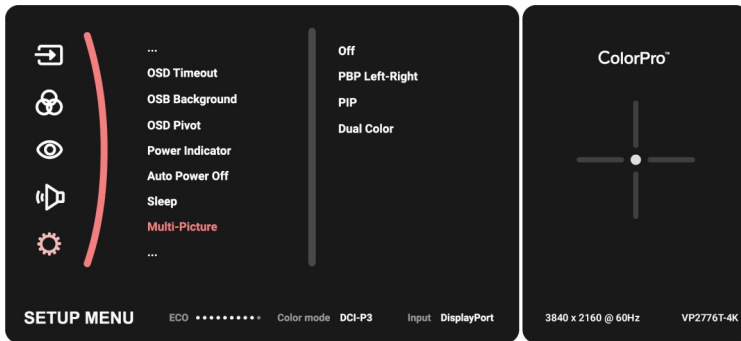 ...
OSD Timeout
OSB Background
OSD Pivot
Power Indicator
Auto Power Off
Sleep
Multi-Picture
...
Off
PBP Left-Right
PIP
Dual Color
SETUP MENU
ECO
Color mode DCI-P3
Input DisplayPort
ColorPro™
3840 x 2160 @ 60Hz
VP2776T-4K